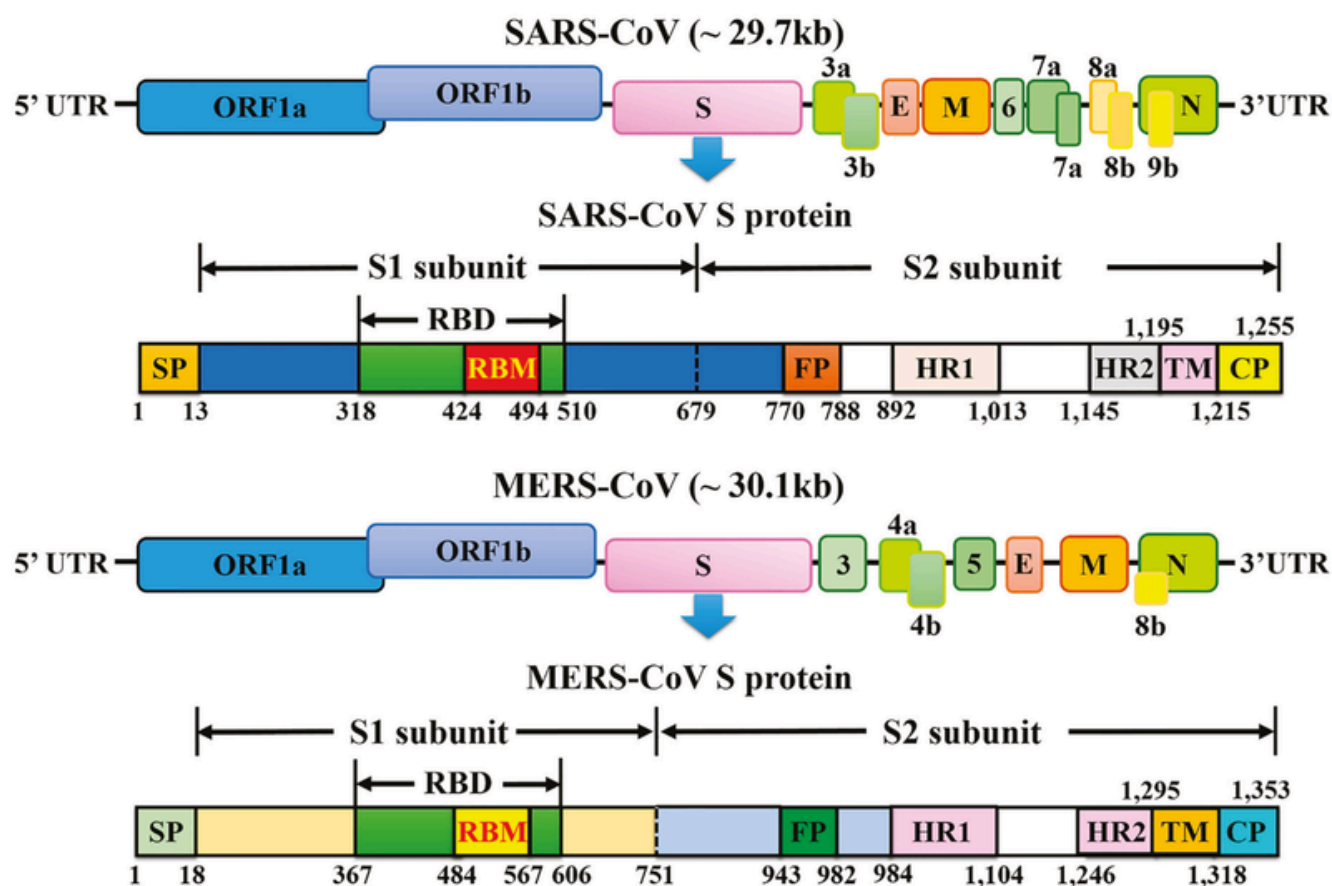 SARS-CoV (~ 29.7kb)
3a 7a 8a
5' UTR ORF1a ORF1b S E M 6 N 3'UTR
3b 7a 8b 9b
SARS-CoV S protein
S1 subunit S2 subunit
RBD 1,195 1,255
SP RBM FP HR1 HR2 TM CP
1 13 318 424 494 510 679 770 788 892 1,013 1,145 1,215
MERS-CoV (~ 30.1kb)
4a
5' UTR ORF1a ORF1b S 3 5 E M N 3'UTR
4b 8b
MERS-CoV S protein
S1 subunit S2 subunit
RBD 1,295 1,353
SP RBM FP HR1 HR2 TM CP
1 18 367 484 567 606 751 943 982 984 1,104 1,246 1,318